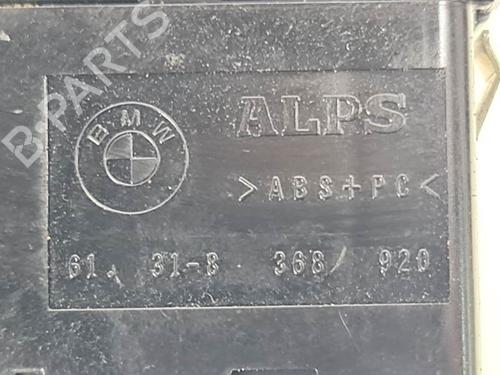 B-PARTS
BMW
ALPS
>ABS+PC<
61. 31-8 368 920